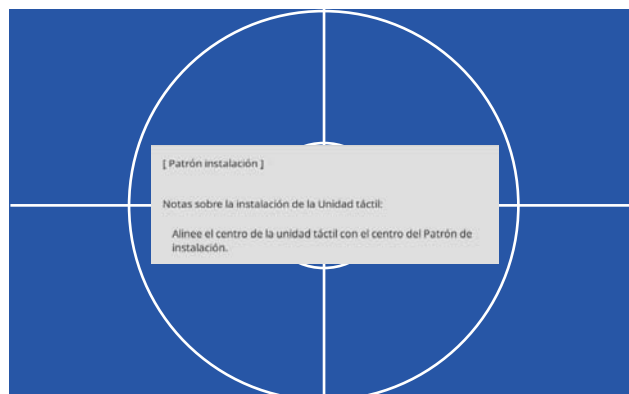 [ Patrón instalación ]
Notas sobre la instalación de la Unidad táctil:
Alinee el centro de la unidad táctil con el centro del Patrón de
instalación.